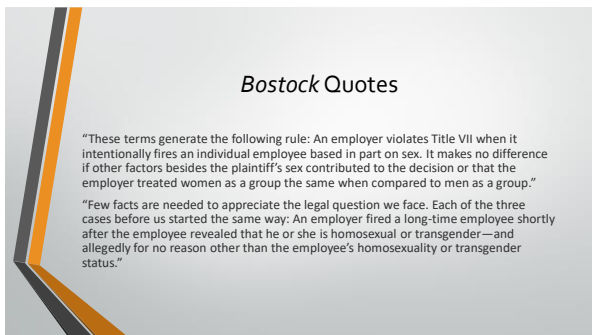 Bostock Quotes
“These terms generate the following rule: An employer violates Title VII when it
intentionally fires an individual employee based in part on sex. It makes no difference
if other factors besides the plaintiff’s sex contributed to the decision or that the
employer treated women as a group the same when compared to men as a group.”
“Few facts are needed to appreciate the legal question we face. Each of the three
cases before us started the same way: An employer fired a long-time employee shortly
after the employee revealed that he or she is homosexual or transgender—and
allegedly for no reason other than the employee’s homosexuality or transgender
status.”